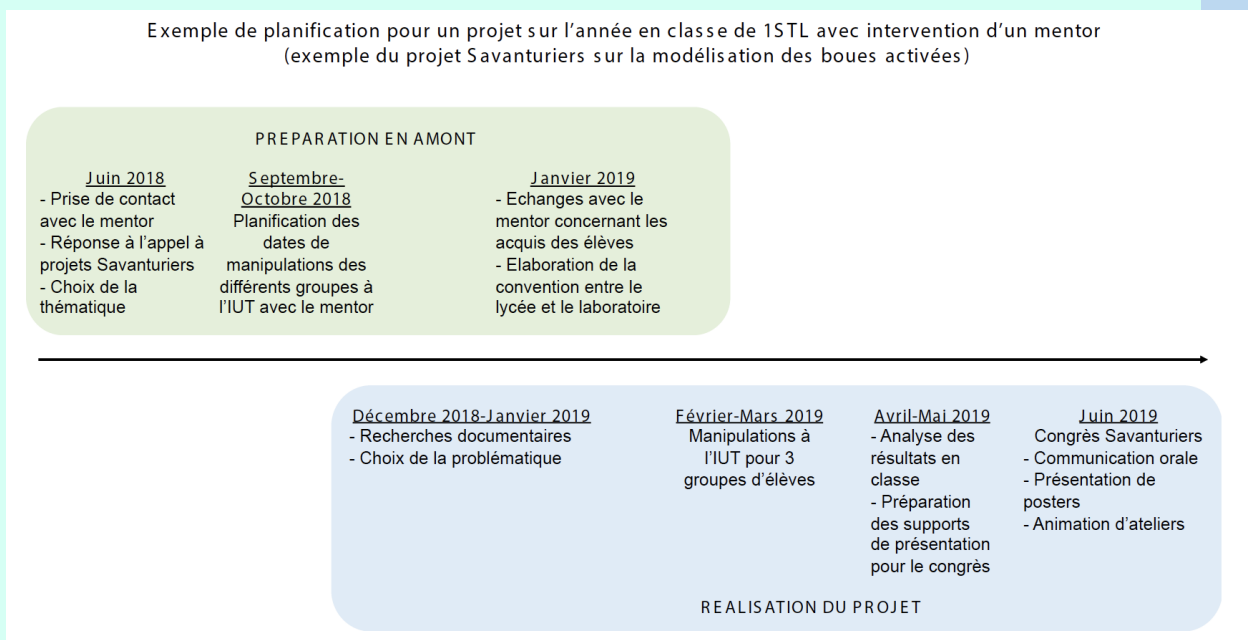 Exemple de planification pour un projet sur l'année en classe de 1STL avec intervention d'un mentor
(exemple du projet Savanturiers sur la modélisation des boues activées)
PREPARATION EN AMONT
Juin 2018
- Prise de contact
avec le mentor
- Réponse à l'appel à
projets Savanturiers
- Choix de la
thématique
Septembre-
Octobre 2018
Planification des
dates de
manipulations des
différents groupes à
l'IUT avec le mentor
Janvier 2019
- Echanges avec le
mentor concernant les
acquis des élèves
- Elaboration de la
convention entre le
lycée et le laboratoire
Décembre 2018-Janvier 2019
- Recherches documentaires
- Choix de la problématique
Février-Mars 2019
Manipulations à
l'IUT pour 3
groupes d'élèves
Avril-Mai 2019
- Analyse des
résultats en
classe
- Préparation
des supports
de présentation
pour le congrès
Juin 2019
Congrès Savanturiers
- Communication orale
- Présentation de
posters
- Animation d'ateliers
REALISATION DU PROJET